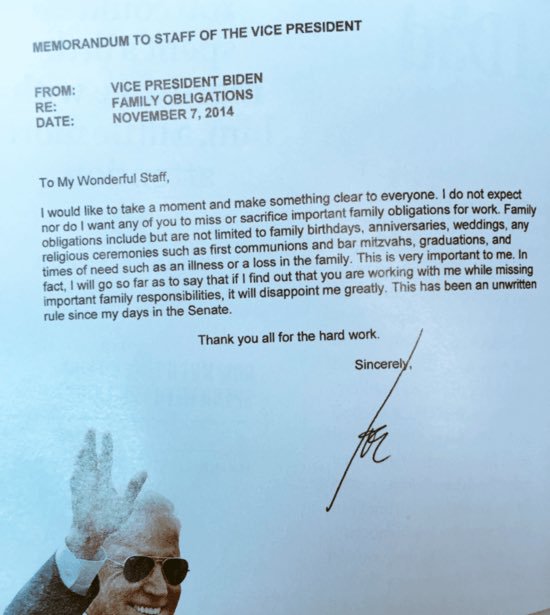 MEMORANDUM TO STAFF OF THE VICE PRESIDENT
FROM: VICE PRESIDENT BIDEN
RE: FAMILY OBLIGATIONS
DATE: NOVEMBER 7, 2014
To My Wonderful Staff,
I would like to take a moment and make something clear to everyone. I do not expect
nor do I want any of you to miss or sacrifice important family obligations for work. Family
obligations include but are not limited to family birthdays, anniversaries, weddings, any
religious ceremonies such as first communions and bar mitzvahs, graduations, and
times of need such as an illness or a loss in the family. This is very important to me. In
fact, I will go so far as to say that if I find out that you are working with me while missing
important family responsibilities, it will disappoint me greatly. This has been an unwritten
rule since my days in the Senate.
Thank you all for the hard work.
Sincerely,
Joe